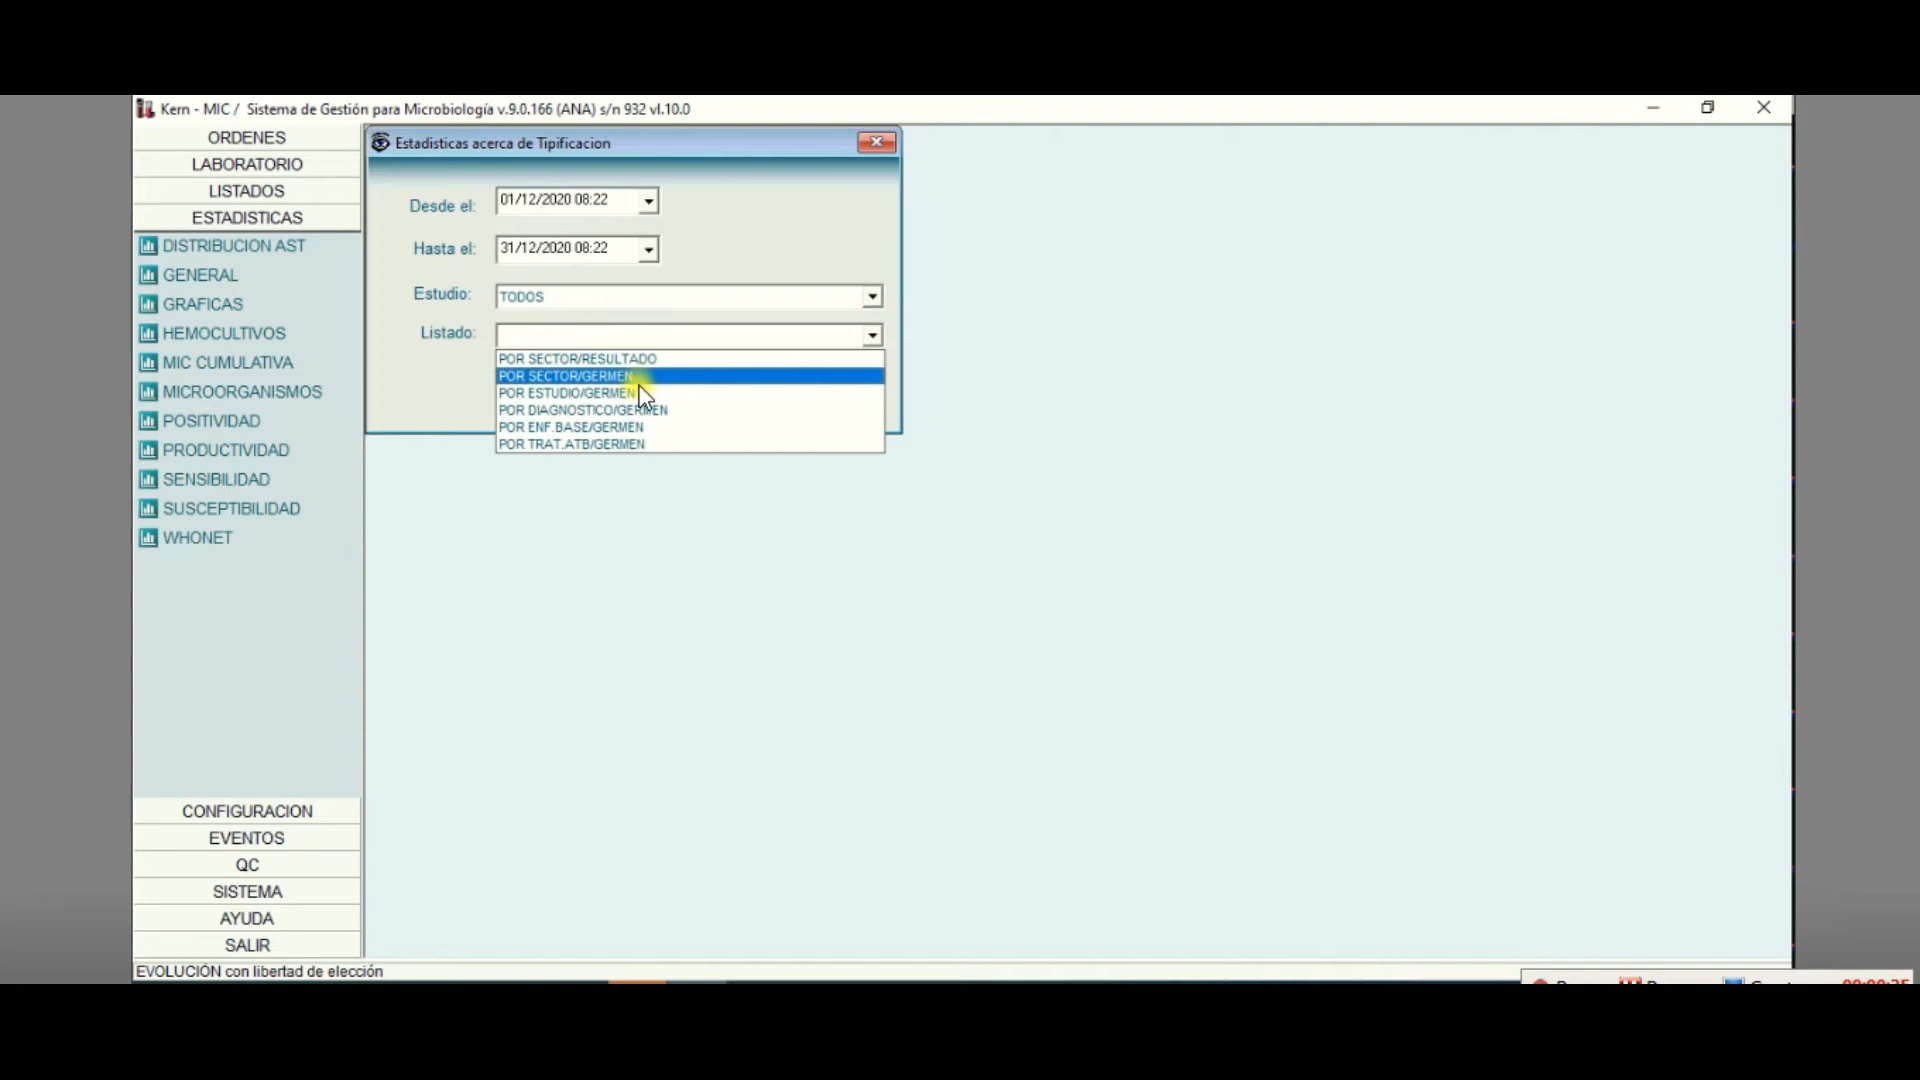 Kern - MIC / Sistema de Gestión para Microbiología v.9.0.166 (ANA) s/n 932 vl.10.0
ORDENES
LABORATORIO
LISTADOS
ESTADISTICAS
DISTRIBUCION AST
GENERAL
GRAFICAS
HEMOCULTIVOS
MIC CUMULATIVA
MICROORGANISMOS
POSITIVIDAD
PRODUCTIVIDAD
SENSIBILIDAD
SUSCEPTIBILIDAD
WHONET
CONFIGURACION
EVENTOS
QC
SISTEMA
AYUDA
SALIR
EVOLUCIÓN con libertad de elección
Estadisticas acerca de Tipificacion
Desde el: 01/12/2020 08:22
Hasta el: 31/12/2020 08:22
Estudio: TODOS
Listado:
POR SECTOR/RESULTADO
POR SECTOR/GERMEN
POR ESTUDIO/GERMEN
POR DIAGNOSTICO/GERMEN
POR ENF.BASE/GERMEN
POR TRAT.ATB/GERMEN